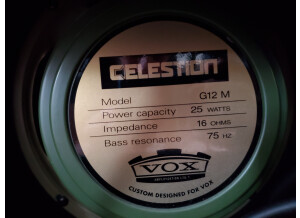 CELESTION
Model G12 M
Power capacity 25 WATTS
Impedance 16 OHMS
Bass resonance 75 HZ
VOX
CUSTOM DESIGNED FOR VOX